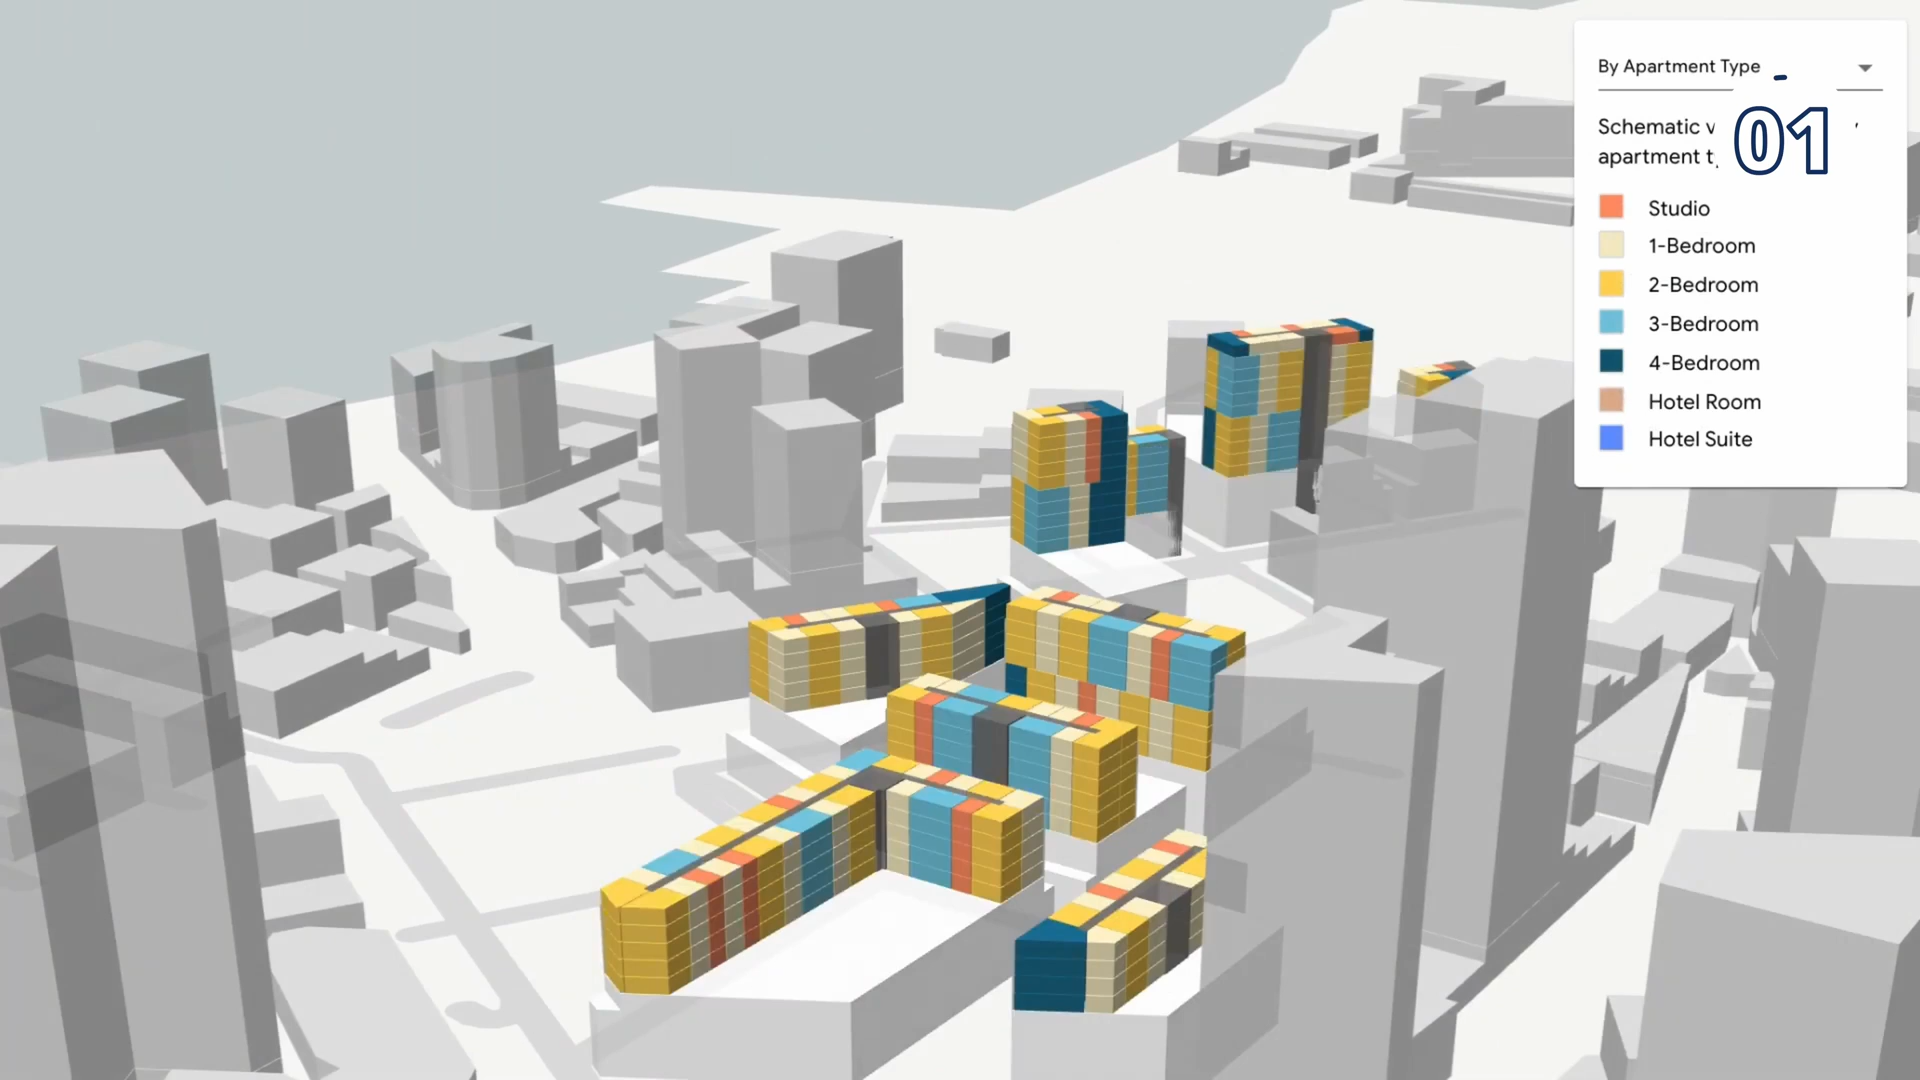 By Apartment Type
01
Schematic
apartment
Studio
1-Bedroom
2-Bedroom
3-Bedroom
4-Bedroom
Hotel Room
Hotel Suite